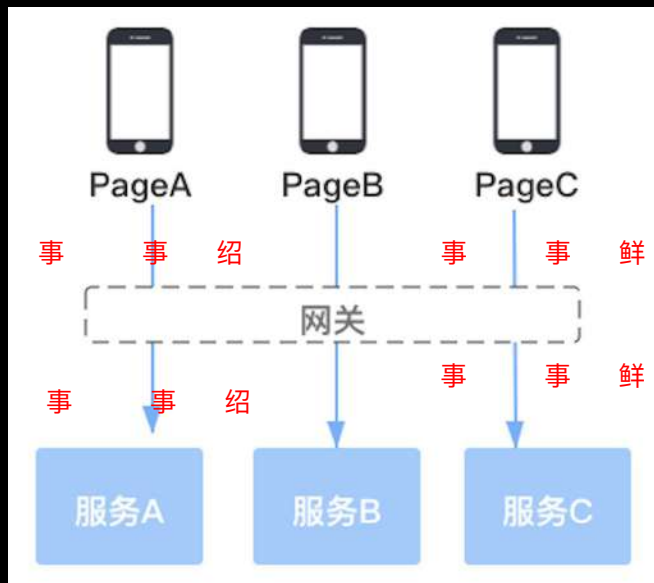 PageA PageB PageC
事 事 绍 事 事 鲜
网关
事 事 鲜
事 事 绍
服务A 服务B 服务C